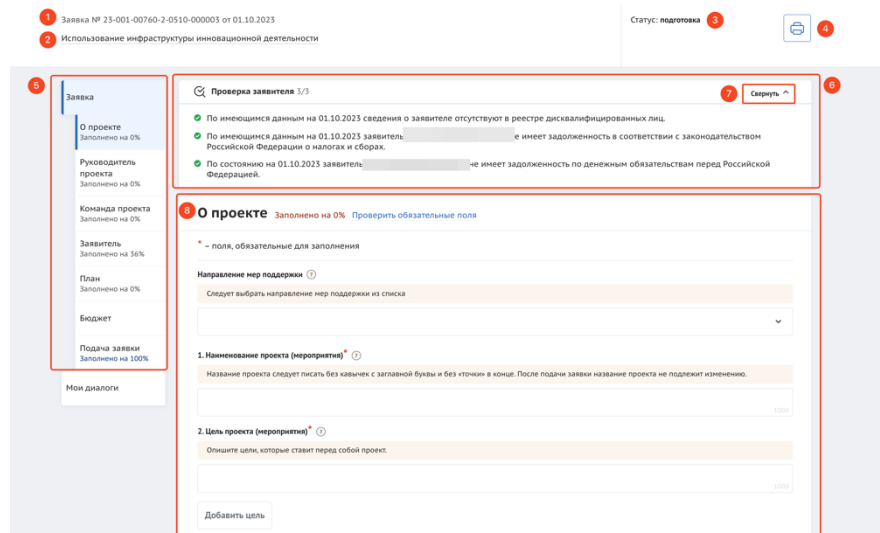 1 Заявка № 23-001-00760-2-0510-000003 от 01.10.2023
2 Использование инфраструктуры инновационной деятельности
Статус: подготовка 3
4
5
Заявка
О проекте
Заполнено на 0%
Руководитель
проекта
Заполнено на 0%
Команда проекта
Заполнено на 0%
Заявитель
Заполнено на 36%
План
Заполнено на 0%
Бюджет
Подача заявки
Заполнено на 100%
Мои диалоги
6
Проверка заявителя 3/3
7 Свернуть
По имеющимся данным на 01.10.2023 сведения о заявителе отсутствуют в реестре дисквалифицированных лиц.
По имеющимся данным на 01.10.2023 заявитель е имеет задолженность в соответствии с законодательством
Российской Федерации о налогах и сборах.
По состоянию на 01.10.2023 заявитель не имеет задолженность по денежным обязательствам перед Российской
Федерацией.
8 О проекте Заполнено на 0% Проверить обязательные поля
* – поля, обязательные для заполнения
Направление мер поддержки ?
Следует выбрать направление мер поддержки из списка
1. Наименование проекта (мероприятия)* ?
Название проекта следует писать без кавычек с заглавной буквы и без «точки» в конце. После подачи заявки название проекта не подлежит изменению.
1000
2. Цель проекта (мероприятия)* ?
Опишите цели, которые ставит перед собой проект.
1500
Добавить цель